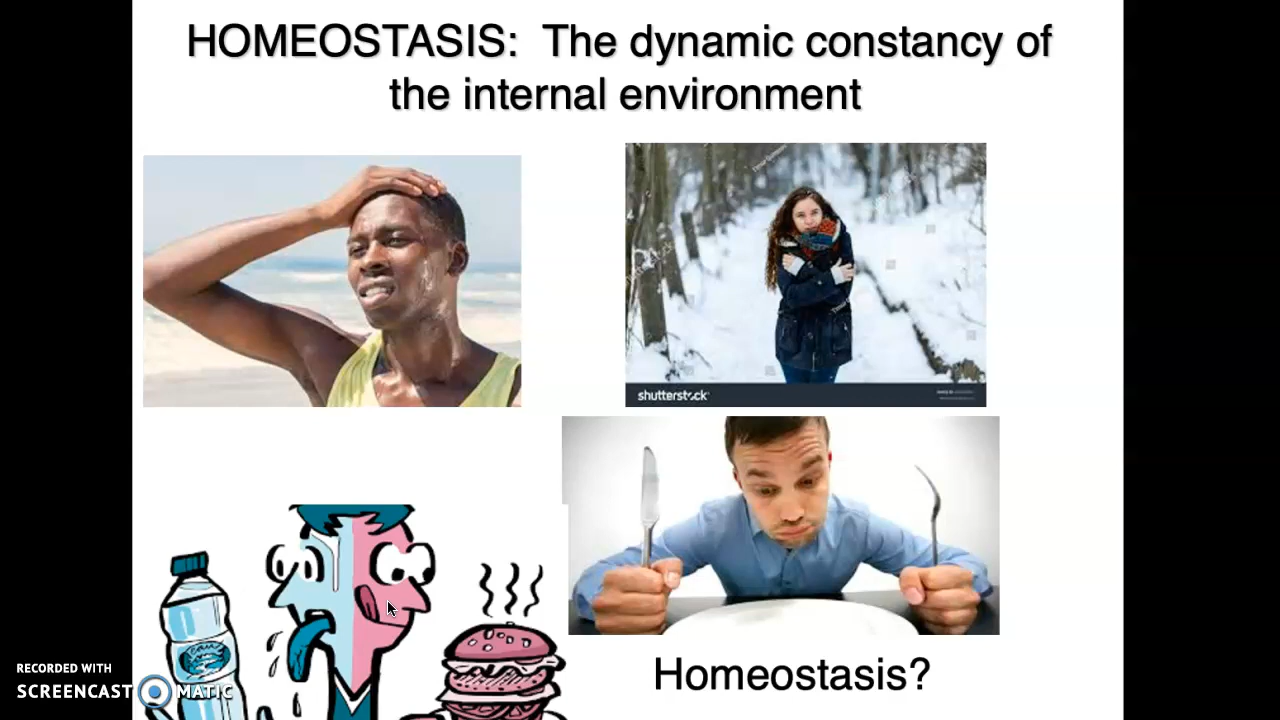 HOMEOSTASIS: The dynamic constancy of
the internal environment
shutterstock
Homeostasis?
RECORDED WITH
SCREENCAST MATIC